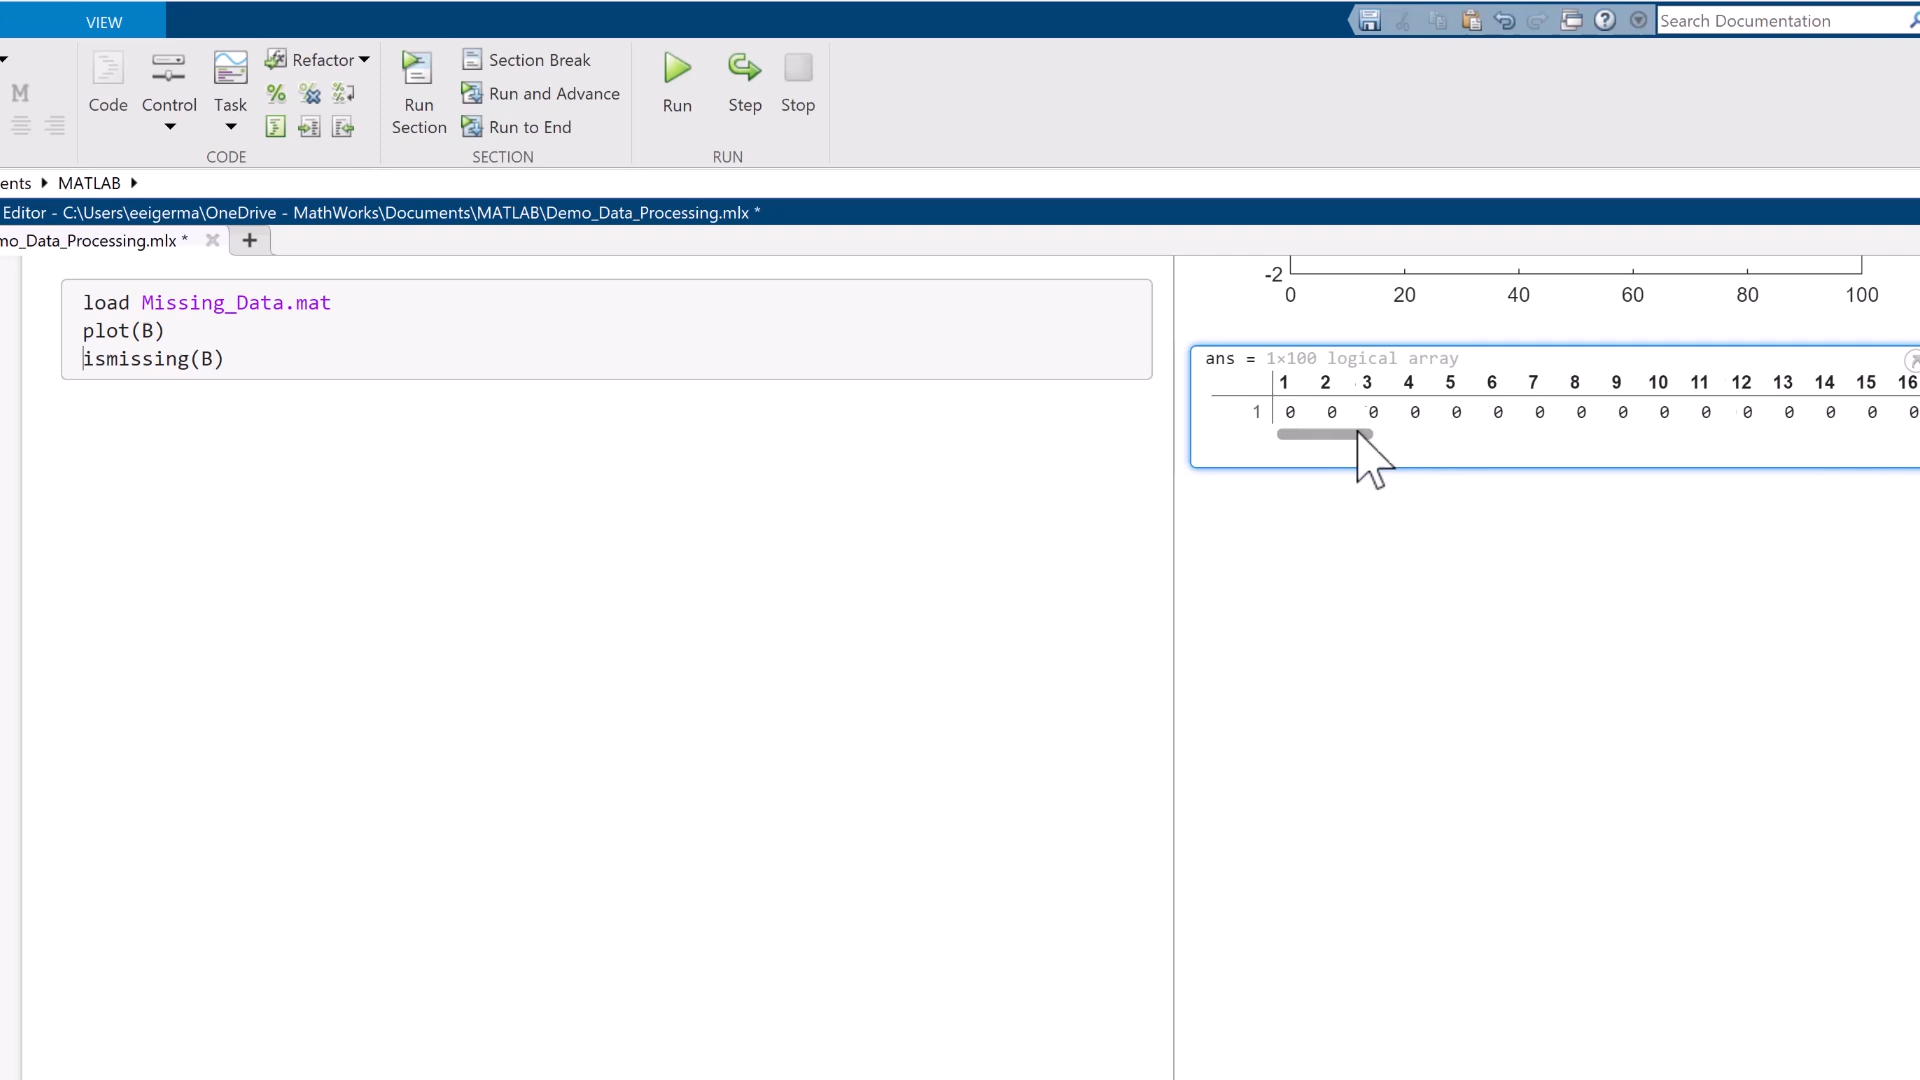 VIEW
Search Documentation
Refactor
Section Break
M
Run and Advance
Code Control Task
Run Section
Run Step Stop
Run to End
CODE SECTION RUN
ents MATLAB
Editor - C:\Users\eeigerma\OneDrive - MathWorks\Documents\MATLAB\Demo_Data_Processing.mlx *
mo_Data_Processing.mlx *
load Missing_Data.mat
plot(B)
ismissing(B)
-2
0 20 40 60 80 100
ans = 1×100 logical array
1 2 3 4 5 6 7 8 9 10 11 12 13 14 15 16
1 0 0 0 0 0 0 0 0 0 0 0 0 0 0 0 0